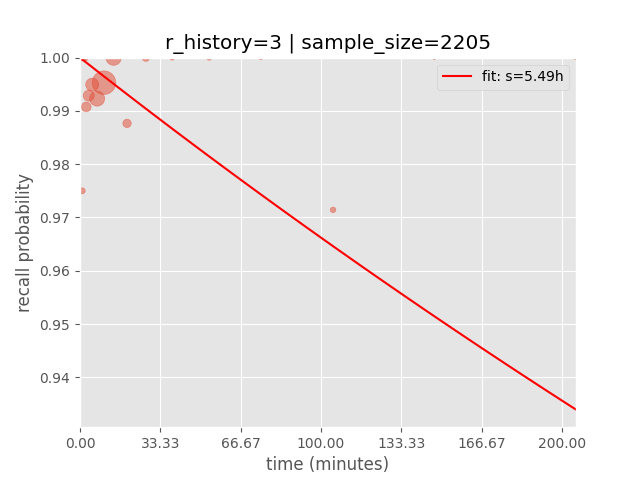 r_history=3 | sample_size=2205
fit: s=5.49h
1.00
0.99
0.98
0.97
0.96
0.95
0.94
recall probability
0.00 33.33 66.67 100.00 133.33 166.67 200.00
time (minutes)